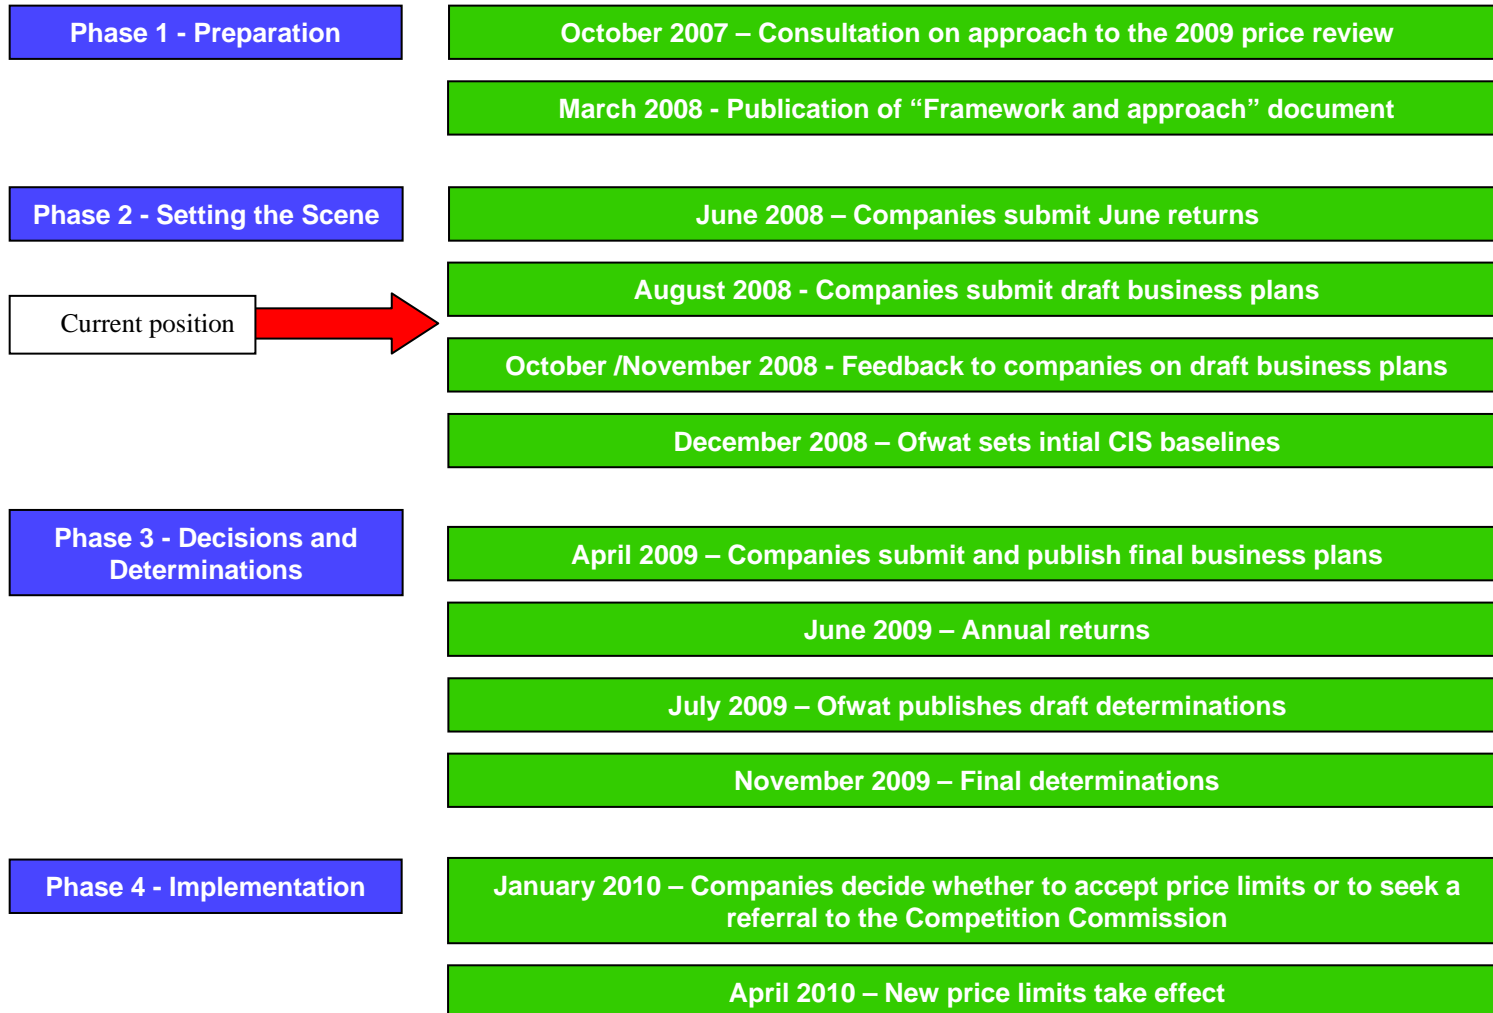 Phase 1 - Preparation
October 2007 – Consultation on approach to the 2009 price review
March 2008 - Publication of “Framework and approach” document
Phase 2 - Setting the Scene
June 2008 – Companies submit June returns
August 2008 - Companies submit draft business plans
Current position
October /November 2008 - Feedback to companies on draft business plans
December 2008 – Ofwat sets intial CIS baselines
Phase 3 - Decisions and
Determinations
April 2009 – Companies submit and publish final business plans
June 2009 – Annual returns
July 2009 – Ofwat publishes draft determinations
November 2009 – Final determinations
Phase 4 - Implementation
January 2010 – Companies decide whether to accept price limits or to seek a
referral to the Competition Commission
April 2010 – New price limits take effect